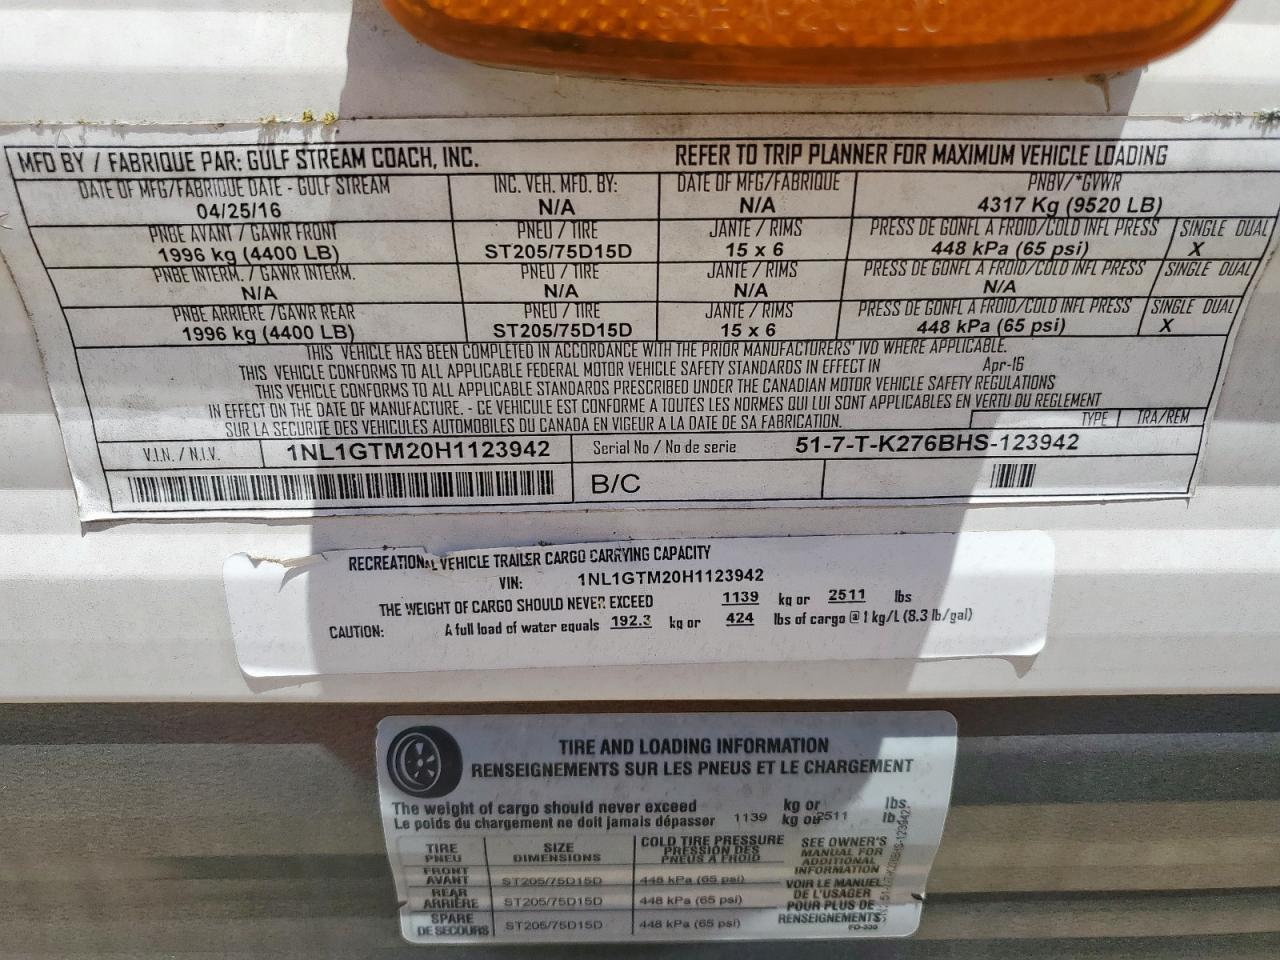 MFD BY / FABRIQUE PAR: GULF STREAM COACH, INC. REFER TO TRIP PLANNER FOR MAXIMUM VEHICLE LOADING
DATE OF MFG/FABRIQUE DATE - GULF STREAM INC. VEH. MFD. BY: DATE OF MFG/FABRIQUE PNBV/*GVWR
04/25/16 N/A N/A 4317 Kg (9520 LB)
PNBE AVANT / GAWR FRONT PNEU / TIRE JANTE / RIMS PRESS DE GONFL A FROID/COLD INFL PRESS SINGLE DUAL
1996 kg (4400 LB) ST205/75D15D 15 x 6 448 kPa (65 psi) X
PNBE INTERM. / GAWR INTERM. PNEU / TIRE JANTE / RIMS PRESS DE GONFL A FROID/COLD INFL PRESS SINGLE DUAL
N/A N/A N/A N/A
PNBE ARRIERE /GAWR REAR PNEU / TIRE JANTE / RIMS PRESS DE GONFL A FROID/COLD INFL PRESS SINGLE DUAL
1996 kg (4400 LB) ST205/75D15D 15 x 6 448 kPa (65 psi) X
THIS VEHICLE HAS BEEN COMPLETED IN ACCORDANCE WITH THE PRIOR MANUFACTURERS' IVD WHERE APPLICABLE.
THIS VEHICLE CONFORMS TO ALL APPLICABLE FEDERAL MOTOR VEHICLE SAFETY STANDARDS IN EFFECT IN Apr-16
THIS VEHICLE CONFORMS TO ALL APPLICABLE STANDARDS PRESCRIBED UNDER THE CANADIAN MOTOR VEHICLE SAFETY REGULATIONS
IN EFFECT ON THE DATE OF MANUFACTURE. - CE VEHICULE EST CONFORME A TOUTES LES NORMES QUI LUI SONT APPLICABLES EN VERTU DU REGLEMENT
SUR LA SECURITE DES VEHICULES AUTOMOBILES DU CANADA EN VIGEUR A LA DATE DE SA FABRICATION. TYPE TRA/REM
V.I.N. / N.I.V. 1NL1GTM20H1123942 Serial No / No de serie 51-7-T-K276BHS-123942
B/C
RECREATIONAL VEHICLE TRAILER CARGO CARRYING CAPACITY
VIN: 1NL1GTM20H1123942
THE WEIGHT OF CARGO SHOULD NEVER EXCEED 1139 kg or 2511 lbs
CAUTION: A full load of water equals 192.3 kg or 424 lbs of cargo @ 1 kg/L (8.3 lb/gal)
TIRE AND LOADING INFORMATION
RENSEIGNEMENTS SUR LES PNEUS ET LE CHARGEMENT
The weight of cargo should never exceed kg or lbs.
Le poids du chargement ne doit jamais dépasser 1139 kg ou 2511 lb
TIRE SIZE COLD TIRE PRESSURE SEE OWNER'S
PNEU DIMENSIONS PRESSION DES MANUAL FOR
PNEUS A FROID ADDITIONAL
INFORMATION
FRONT
AVANT ST205/75D15D 448 kPa (65 psi) VOIR LE MANUEL
REAR DE L'USAGER
ARRIÈRE ST205/75D15D 448 kPa (65 psi) POUR PLUS DE
SPARE RENSEIGNEMENTS
DE SECOURS ST205/75D15D 448 kPa (65 psi)